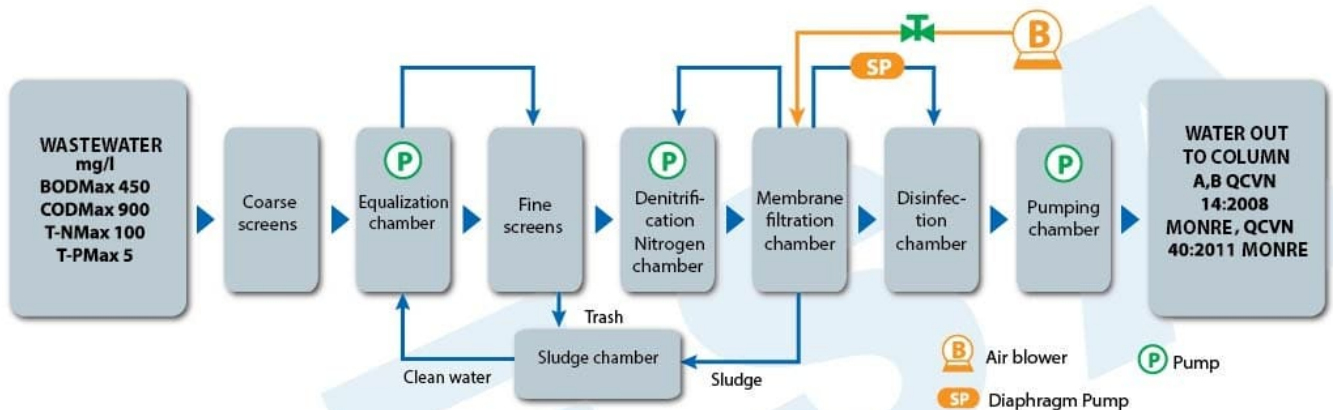 B
SP
WASTEWATER
mg/l
BODMax 450
CODMax 900
T-NMax 100
T-PMax 5
Coarse
screens
P
Equalization
chamber
Fine
screens
P
Denitrifi-
cation
Nitrogen
chamber
Membrane
filtration
chamber
Disinfec-
tion
chamber
P
Pumping
chamber
WATER OUT
TO COLUMN
A,B QCVN
14:2008
MONRE, QCVN
40:2011 MONRE
Trash
Sludge chamber
Clean water
Sludge
B Air blower
P Pump
SP Diaphragm Pump